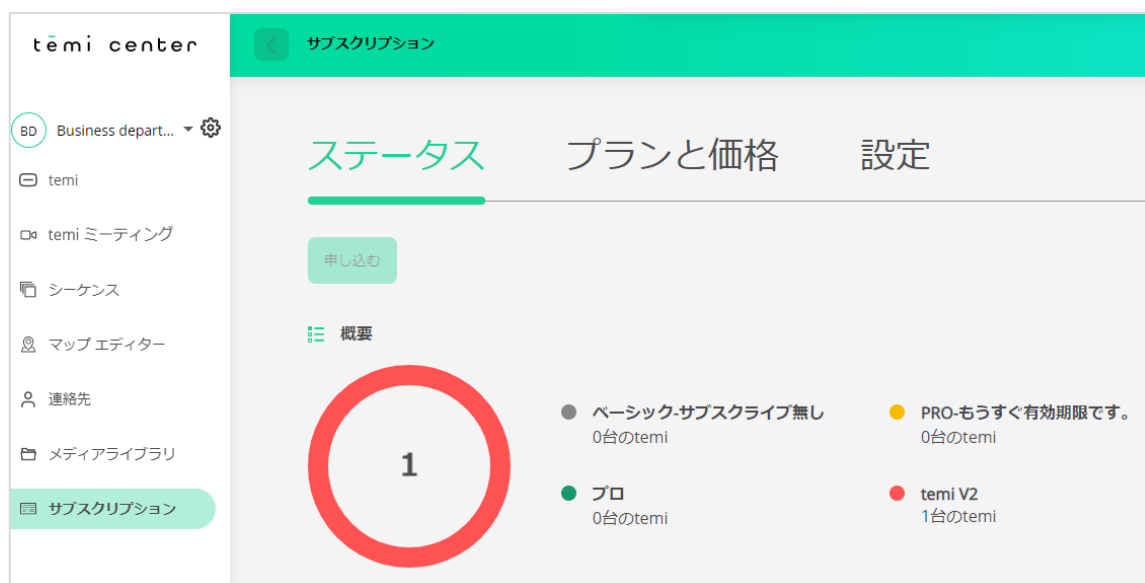 tēmi center
サブスクリプション
BD Business depart...
temi
temi ミーティング
シーケンス
マップ エディター
連絡先
メディアライブラリ
サブスクリプション
ステータス プランと価格 設定
申し込む
概要
1
ベーシック-サブスクライブ無し
0台のtemi
PRO-もうすぐ有効期限です。
0台のtemi
プロ
0台のtemi
temi V2
1台のtemi